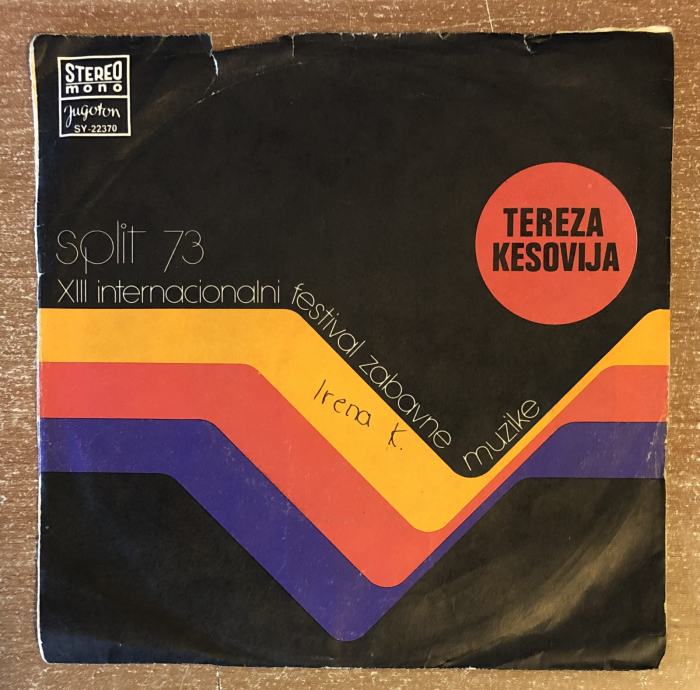 STEREO
mono
jugoton
SY-22370
TEREZA
KESOVIJA
split 73
XIII internacionalni festival zabavne muzike
Irena K.